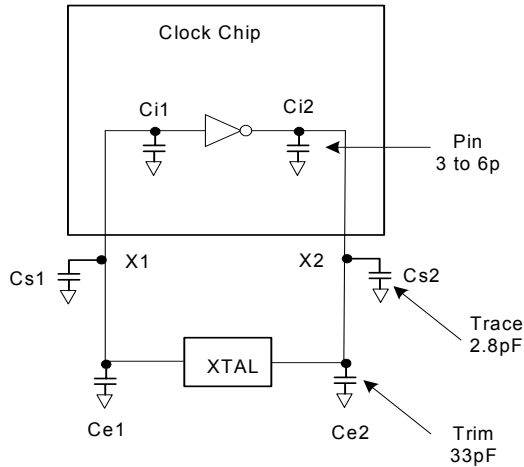 Clock Chip
Ci1
Ci2
Pin
3 to 6p
X1
X2
Cs1
Cs2
Trace
2.8pF
XTAL
Ce1
Ce2
Trim
33pF